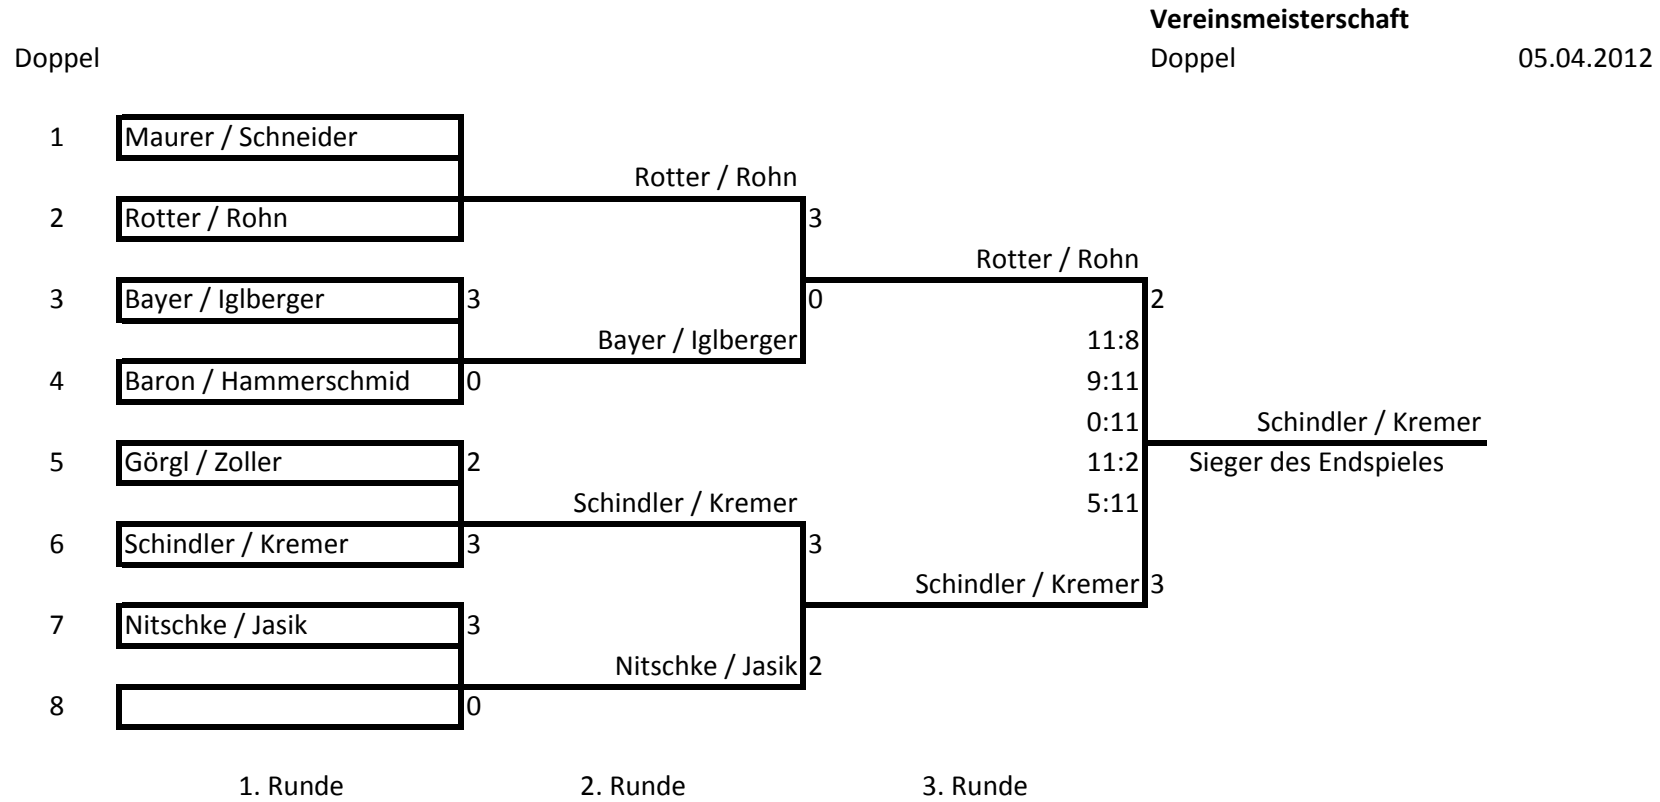 Vereinsmeisterschaft
Doppel Doppel 05.04.2012
1 Maurer / Schneider
Rotter / Rohn
2 Rotter / Rohn 3
Rotter / Rohn
3 Bayer / Iglberger 3 0 2
Bayer / Iglberger 11:8
4 Baron / Hammerschmid 0 9:11
0:11 Schindler / Kremer
5 Görgl / Zoller 2 11:2 Sieger des Endspieles
Schindler / Kremer 5:11
6 Schindler / Kremer 3 3
Schindler / Kremer 3
7 Nitschke / Jasik 3
Nitschke / Jasik 2
8 0
1. Runde 2. Runde 3. Runde